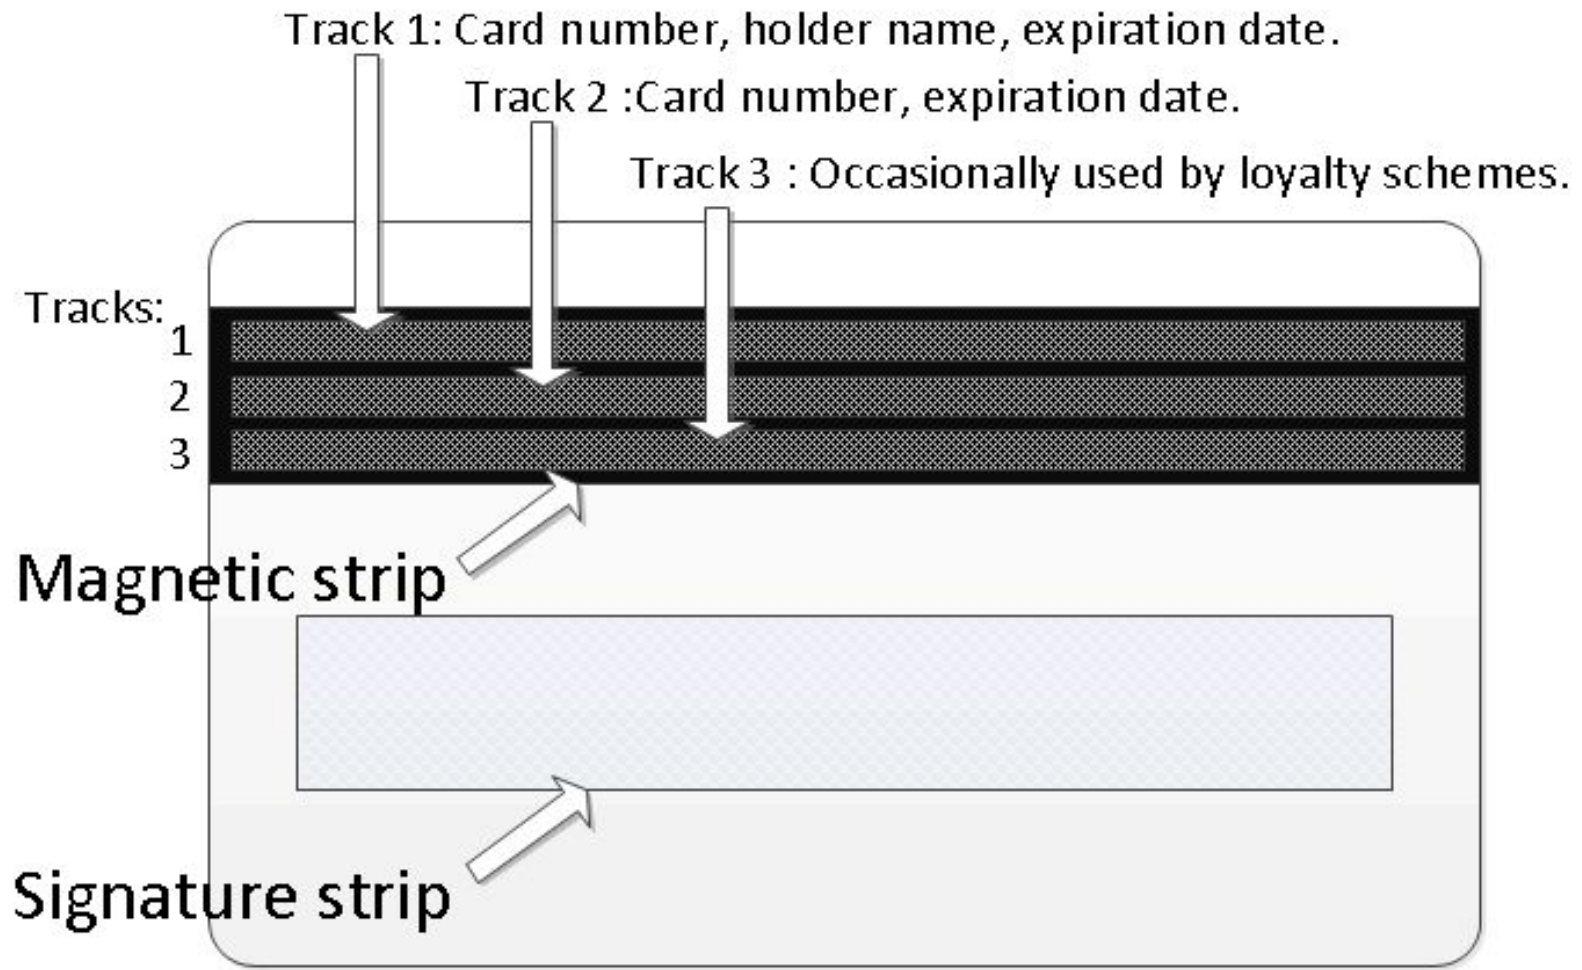 Track 1: Card number, holder name, expiration date.
Track 2 :Card number, expiration date.
Track 3 : Occasionally used by loyalty schemes.
Tracks:
1
2
3
Magnetic strip
Signature strip